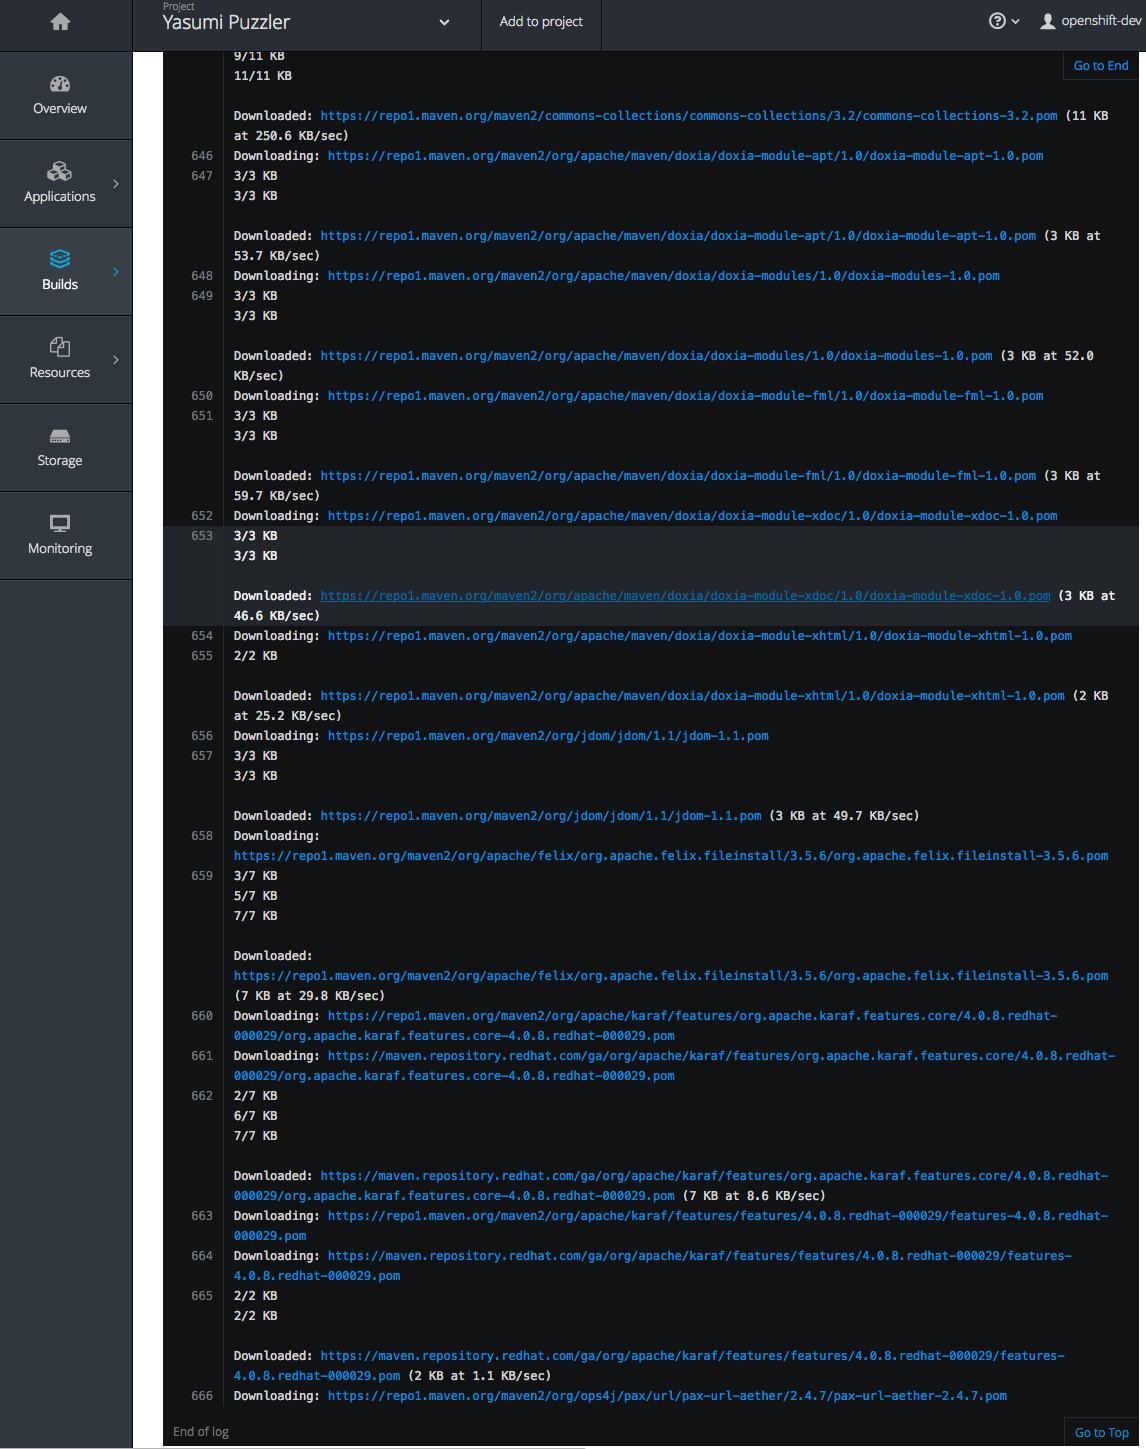 Project
Yasumi Puzzler
Add to project
openshift-dev
Overview
Applications
Builds
Resources
Storage
Monitoring
Go to End
9/11 KB
11/11 KB
Downloaded: https://repo1.maven.org/maven2/commons-collections/commons-collections/3.2/commons-collections-3.2.pom (11 KB
at 250.6 KB/sec)
646 Downloading: https://repo1.maven.org/maven2/org/apache/maven/doxia/doxia-module-apt/1.0/doxia-module-apt-1.0.pom
647 3/3 KB
3/3 KB
Downloaded: https://repo1.maven.org/maven2/org/apache/maven/doxia/doxia-module-apt/1.0/doxia-module-apt-1.0.pom (3 KB at
53.7 KB/sec)
648 Downloading: https://repo1.maven.org/maven2/org/apache/maven/doxia/doxia-modules/1.0/doxia-modules-1.0.pom
649 3/3 KB
3/3 KB
Downloaded: https://repo1.maven.org/maven2/org/apache/maven/doxia/doxia-modules/1.0/doxia-modules-1.0.pom (3 KB at 52.0
KB/sec)
650 Downloading: https://repo1.maven.org/maven2/org/apache/maven/doxia/doxia-module-fml/1.0/doxia-module-fml-1.0.pom
651 3/3 KB
3/3 KB
Downloaded: https://repo1.maven.org/maven2/org/apache/maven/doxia/doxia-module-fml/1.0/doxia-module-fml-1.0.pom (3 KB at
59.7 KB/sec)
652 Downloading: https://repo1.maven.org/maven2/org/apache/maven/doxia/doxia-module-xdoc/1.0/doxia-module-xdoc-1.0.pom
653 3/3 KB
3/3 KB
Downloaded: https://repo1.maven.org/maven2/org/apache/maven/doxia/doxia-module-xdoc/1.0/doxia-module-xdoc-1.0.pom (3 KB at
46.6 KB/sec)
654 Downloading: https://repo1.maven.org/maven2/org/apache/maven/doxia/doxia-module-xhtml/1.0/doxia-module-xhtml-1.0.pom
655 2/2 KB
Downloaded: https://repo1.maven.org/maven2/org/apache/maven/doxia/doxia-module-xhtml/1.0/doxia-module-xhtml-1.0.pom (2 KB
at 25.2 KB/sec)
656 Downloading: https://repo1.maven.org/maven2/org/jdom/jdom/1.1/jdom-1.1.pom
657 3/3 KB
3/3 KB
Downloaded: https://repo1.maven.org/maven2/org/jdom/jdom/1.1/jdom-1.1.pom (3 KB at 49.7 KB/sec)
658 Downloading:
https://repo1.maven.org/maven2/org/apache/felix/org.apache.felix.fileinstall/3.5.6/org.apache.felix.fileinstall-3.5.6.pom
659 3/7 KB
5/7 KB
7/7 KB
Downloaded:
https://repo1.maven.org/maven2/org/apache/felix/org.apache.felix.fileinstall/3.5.6/org.apache.felix.fileinstall-3.5.6.pom
(7 KB at 29.8 KB/sec)
660 Downloading: https://repo1.maven.org/maven2/org/apache/karaf/features/org.apache.karaf.features.core/4.0.8.redhat-
000029/org.apache.karaf.features.core-4.0.8.redhat-000029.pom
661 Downloading: https://maven.repository.redhat.com/ga/org/apache/karaf/features/org.apache.karaf.features.core/4.0.8.redhat-
000029/org.apache.karaf.features.core-4.0.8.redhat-000029.pom
662 2/7 KB
6/7 KB
7/7 KB
Downloaded: https://maven.repository.redhat.com/ga/org/apache/karaf/features/org.apache.karaf.features.core/4.0.8.redhat-
000029/org.apache.karaf.features.core-4.0.8.redhat-000029.pom (7 KB at 8.6 KB/sec)
663 Downloading: https://repo1.maven.org/maven2/org/apache/karaf/features/features/4.0.8.redhat-000029/features-4.0.8.redhat-
000029.pom
664 Downloading: https://maven.repository.redhat.com/ga/org/apache/karaf/features/features/4.0.8.redhat-000029/features-
4.0.8.redhat-000029.pom
665 2/2 KB
2/2 KB
Downloaded: https://maven.repository.redhat.com/ga/org/apache/karaf/features/features/4.0.8.redhat-000029/features-
4.0.8.redhat-000029.pom (2 KB at 1.1 KB/sec)
666 Downloading: https://repo1.maven.org/maven2/org/ops4j/pax/url/pax-url-aether/2.4.7/pax-url-aether-2.4.7.pom
End of log
Go to Top